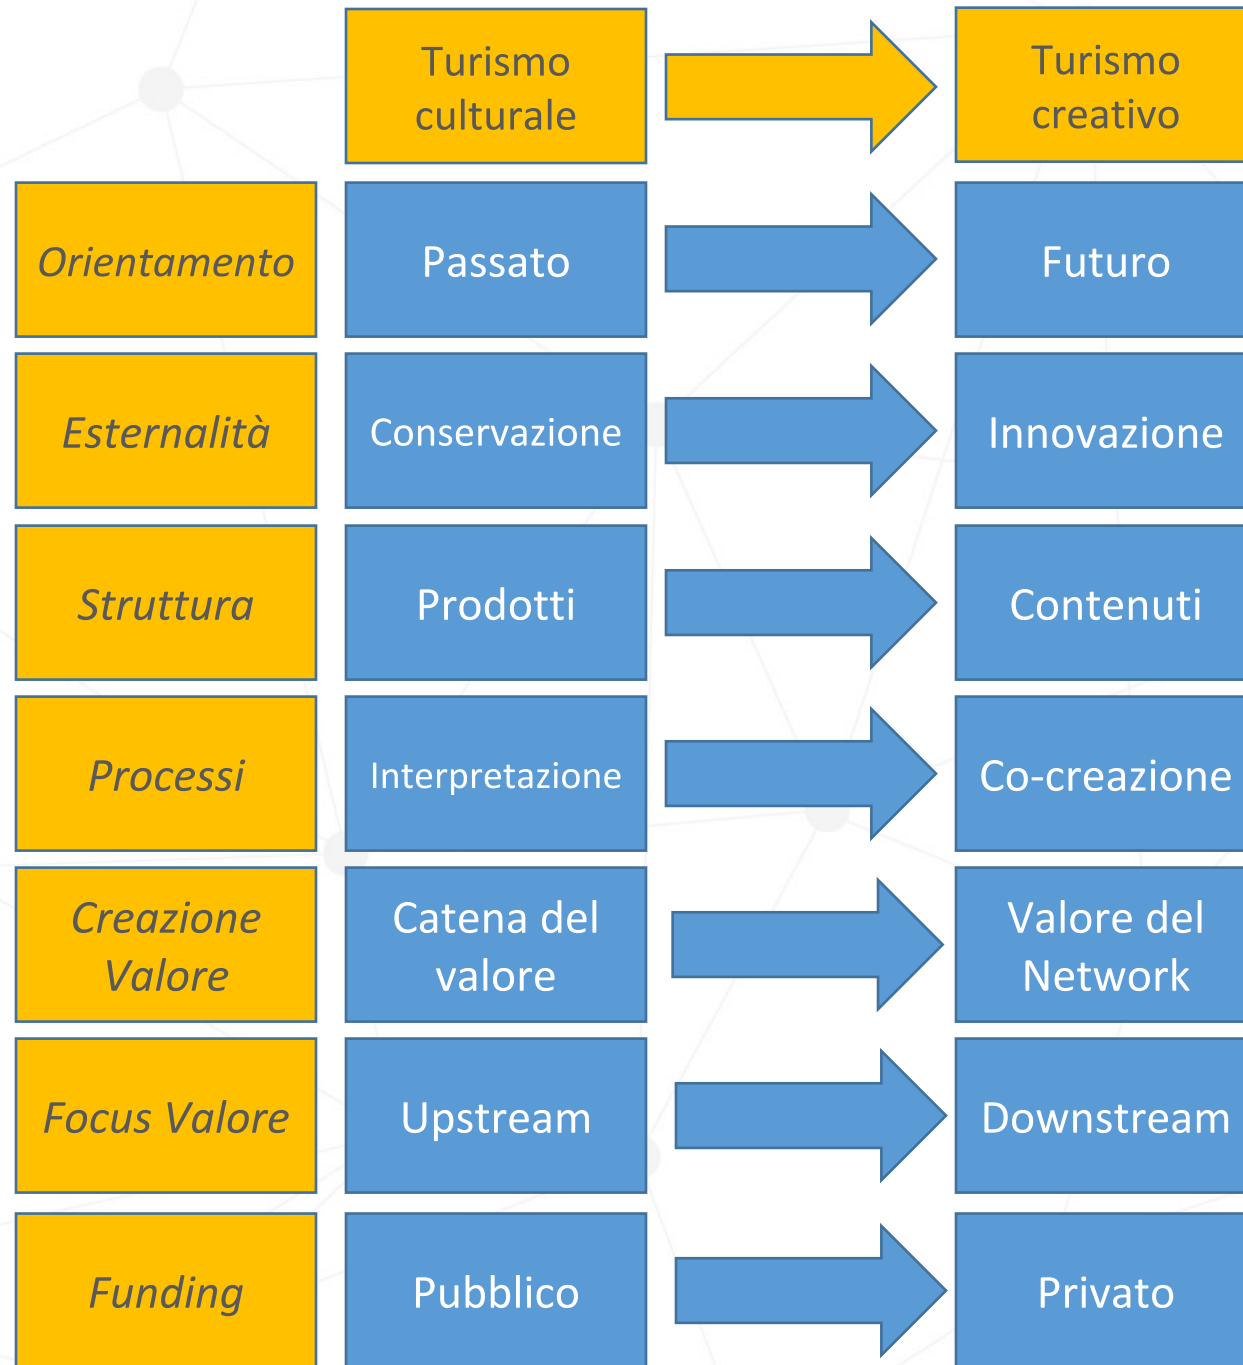 Turismo
culturale
Turismo
creativo
Orientamento
Passato
Futuro
Esternalità
Conservazione
Innovazione
Struttura
Prodotti
Contenuti
Processi
Interpretazione
Co-creazione
Creazione
Valore
Catena del
valore
Valore del
Network
Focus Valore
Upstream
Downstream
Funding
Pubblico
Privato